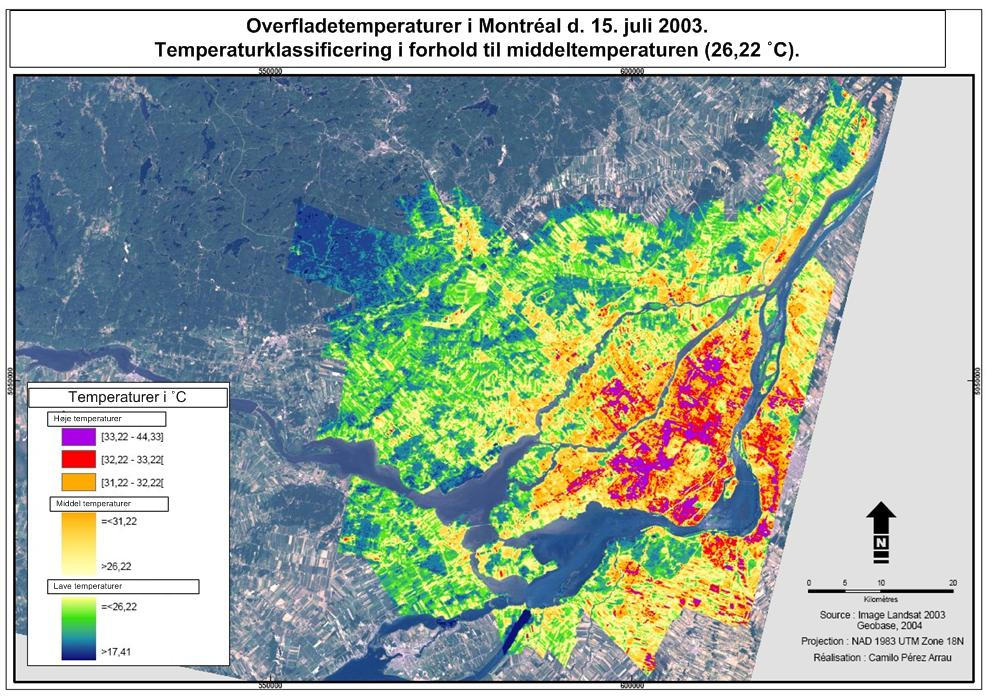 Overfladetemperaturer i Montréal d. 15. juli 2003.
Temperaturklassificering i forhold til middeltemperaturen (26,22 ˚C).
550000
600000
5050000
5050000
Temperaturer i ˚C
Høje temperaturer
[33,22 - 44,33]
[32,22 - 33,22[
[31,22 - 32,22[
Middel temperaturer
=<31,22
>26,22
Lave temperaturer
=<26,22
>17,41
N
0 5 10 20
Kilomètres
Source : Image Landsat 2003
Geobase, 2004
Projection : NAD 1983 UTM Zone 18N
Réalisation : Camilo Pérez Arrau
550000
600000